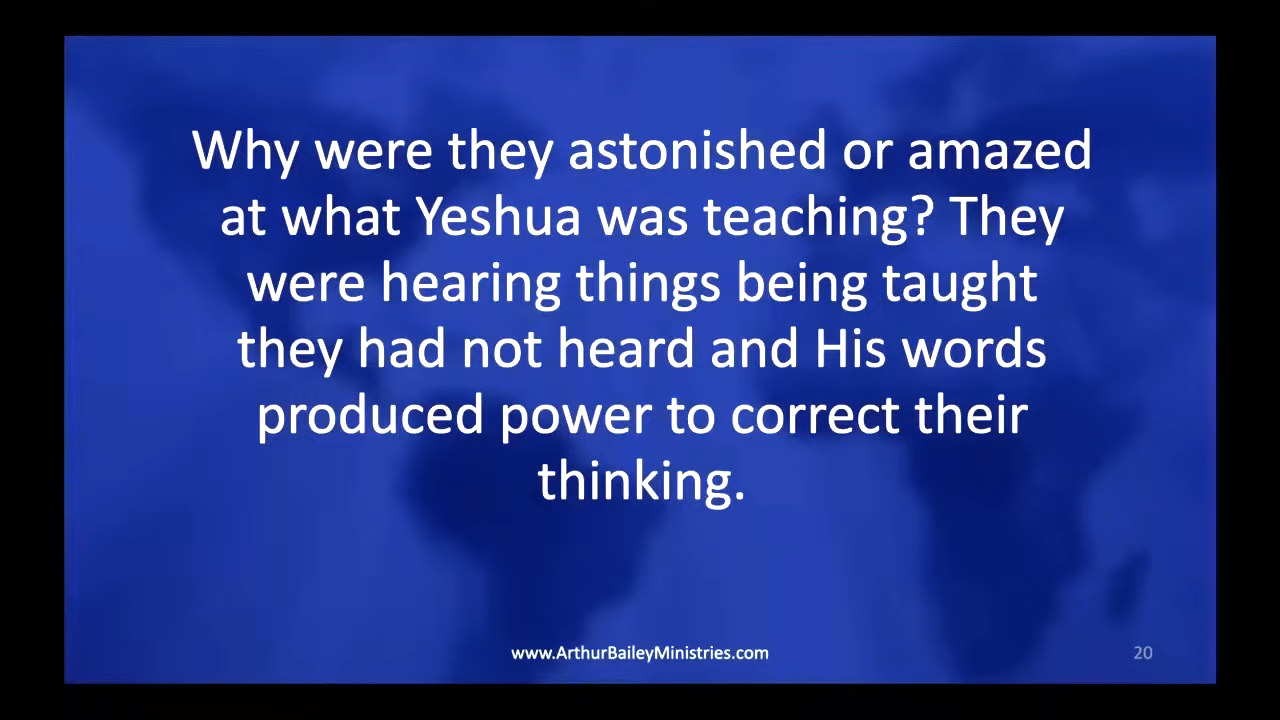 Why were they astonished or amazed
at what Yeshua was teaching? They
were hearing things being taught
they had not heard and His words
produced power to correct their
thinking.
www.ArthurBaileyMinistries.com
20